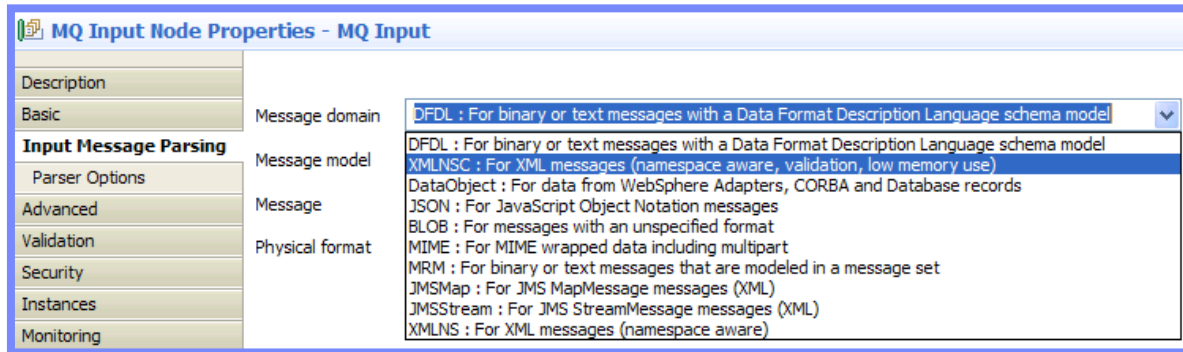 MQ Input Node Properties - MQ Input
Description
Basic
Input Message Parsing
Parser Options
Advanced
Validation
Security
Instances
Monitoring
Message domain
DFDL : For binary or text messages with a Data Format Description Language schema model
Message model
Message
Physical format
DFDL : For binary or text messages with a Data Format Description Language schema model
XMLNSC : For XML messages (namespace aware, validation, low memory use)
DataObject : For data from WebSphere Adapters, CORBA and Database records
JSON : For JavaScript Object Notation messages
BLOB : For messages with an unspecified format
MIME : For MIME wrapped data including multipart
MRM : For binary or text messages that are modeled in a message set
JMSMap : For JMS MapMessage messages (XML)
JMSStream : For JMS StreamMessage messages (XML)
XMLNS : For XML messages (namespace aware)